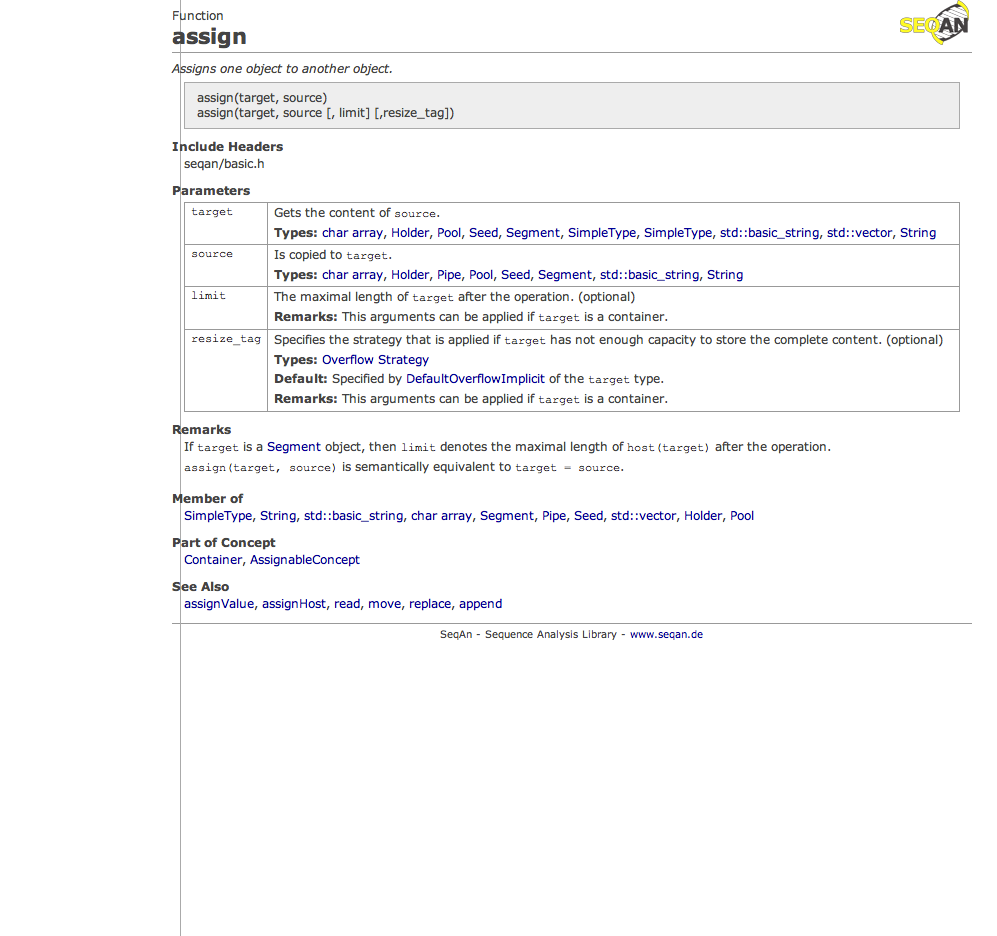 Function
SEQAN
assign
Assigns one object to another object.
assign(target, source)
assign(target, source [, limit] [,resize_tag])
Include Headers
seqan/basic.h
Parameters
target
Gets the content of source.
Types: char array, Holder, Pool, Seed, Segment, SimpleType, SimpleType, std::basic_string, std::vector, String
source
Is copied to target.
Types: char array, Holder, Pipe, Pool, Seed, Segment, std::basic_string, String
limit
The maximal length of target after the operation. (optional)
Remarks: This arguments can be applied if target is a container.
resize_tag
Specifies the strategy that is applied if target has not enough capacity to store the complete content. (optional)
Types: Overflow Strategy
Default: Specified by DefaultOverflowImplicit of the target type.
Remarks: This arguments can be applied if target is a container.
Remarks
If target is a Segment object, then limit denotes the maximal length of host(target) after the operation.
assign(target, source) is semantically equivalent to target = source.
Member of
SimpleType, String, std::basic_string, char array, Segment, Pipe, Seed, std::vector, Holder, Pool
Part of Concept
Container, AssignableConcept
See Also
assignValue, assignHost, read, move, replace, append
SeqAn - Sequence Analysis Library - www.seqan.de